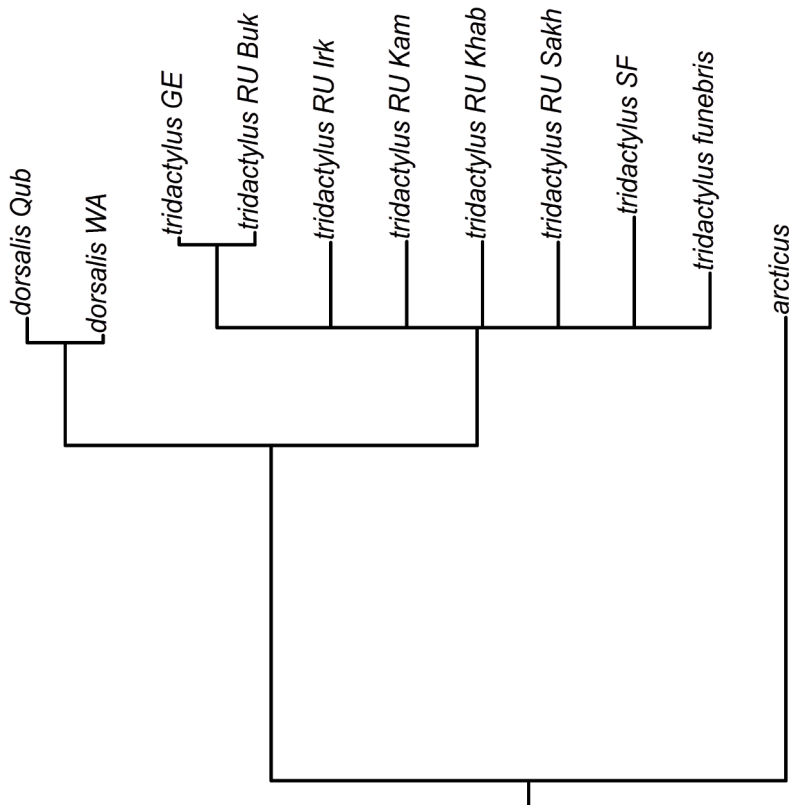 dorsalis Qub
dorsalis WA
tridactylus GE
tridactylus RU Buk
tridactylus RU Irk
tridactylus RU Kam
tridactylus RU Khab
tridactylus RU Sakh
tridactylus SF
tridactylus funebris
arcticus